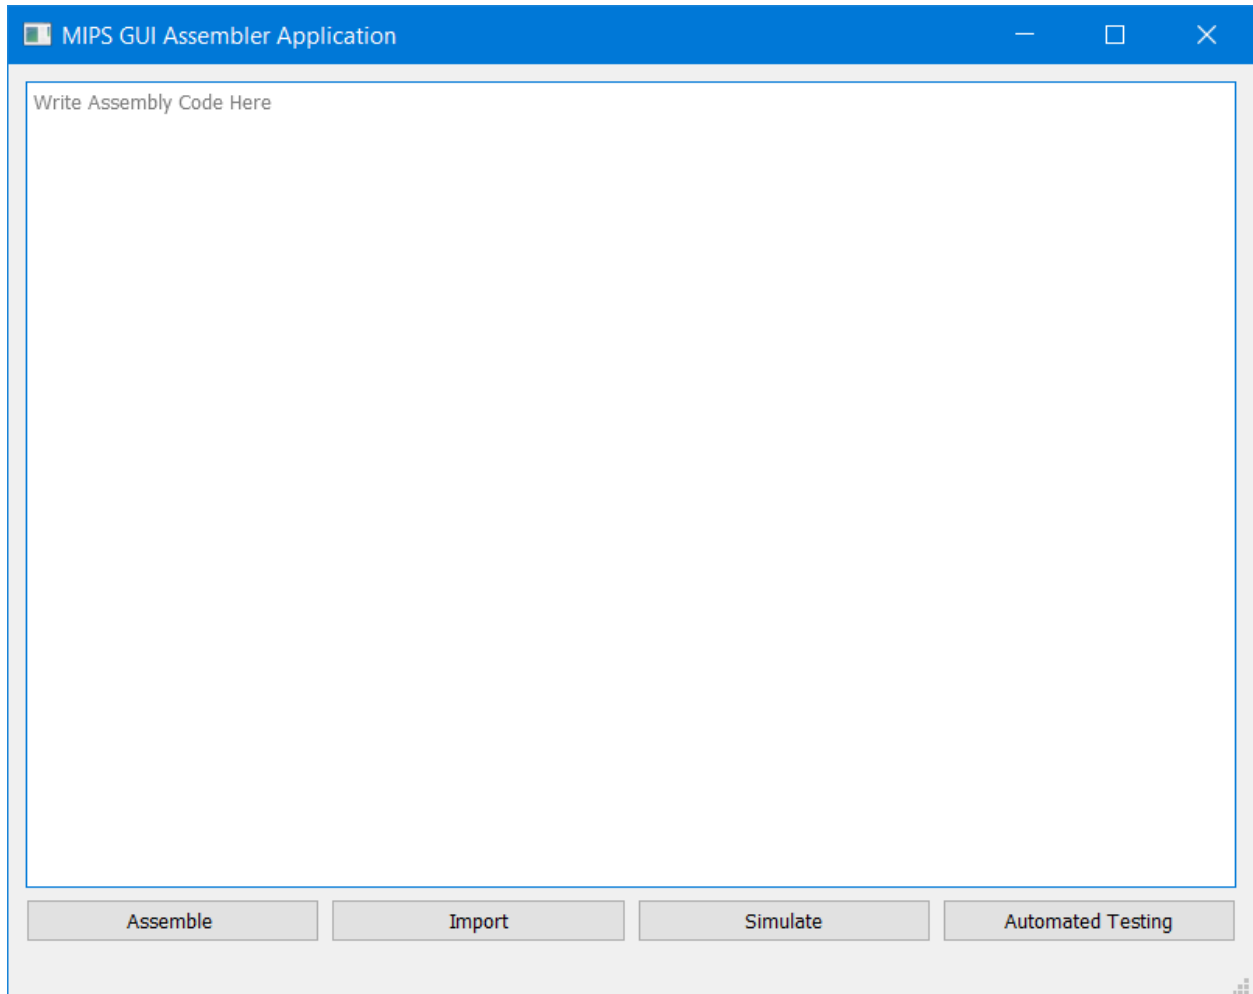 MIPS GUI Assembler Application
Write Assembly Code Here
Assemble Import Simulate Automated Testing